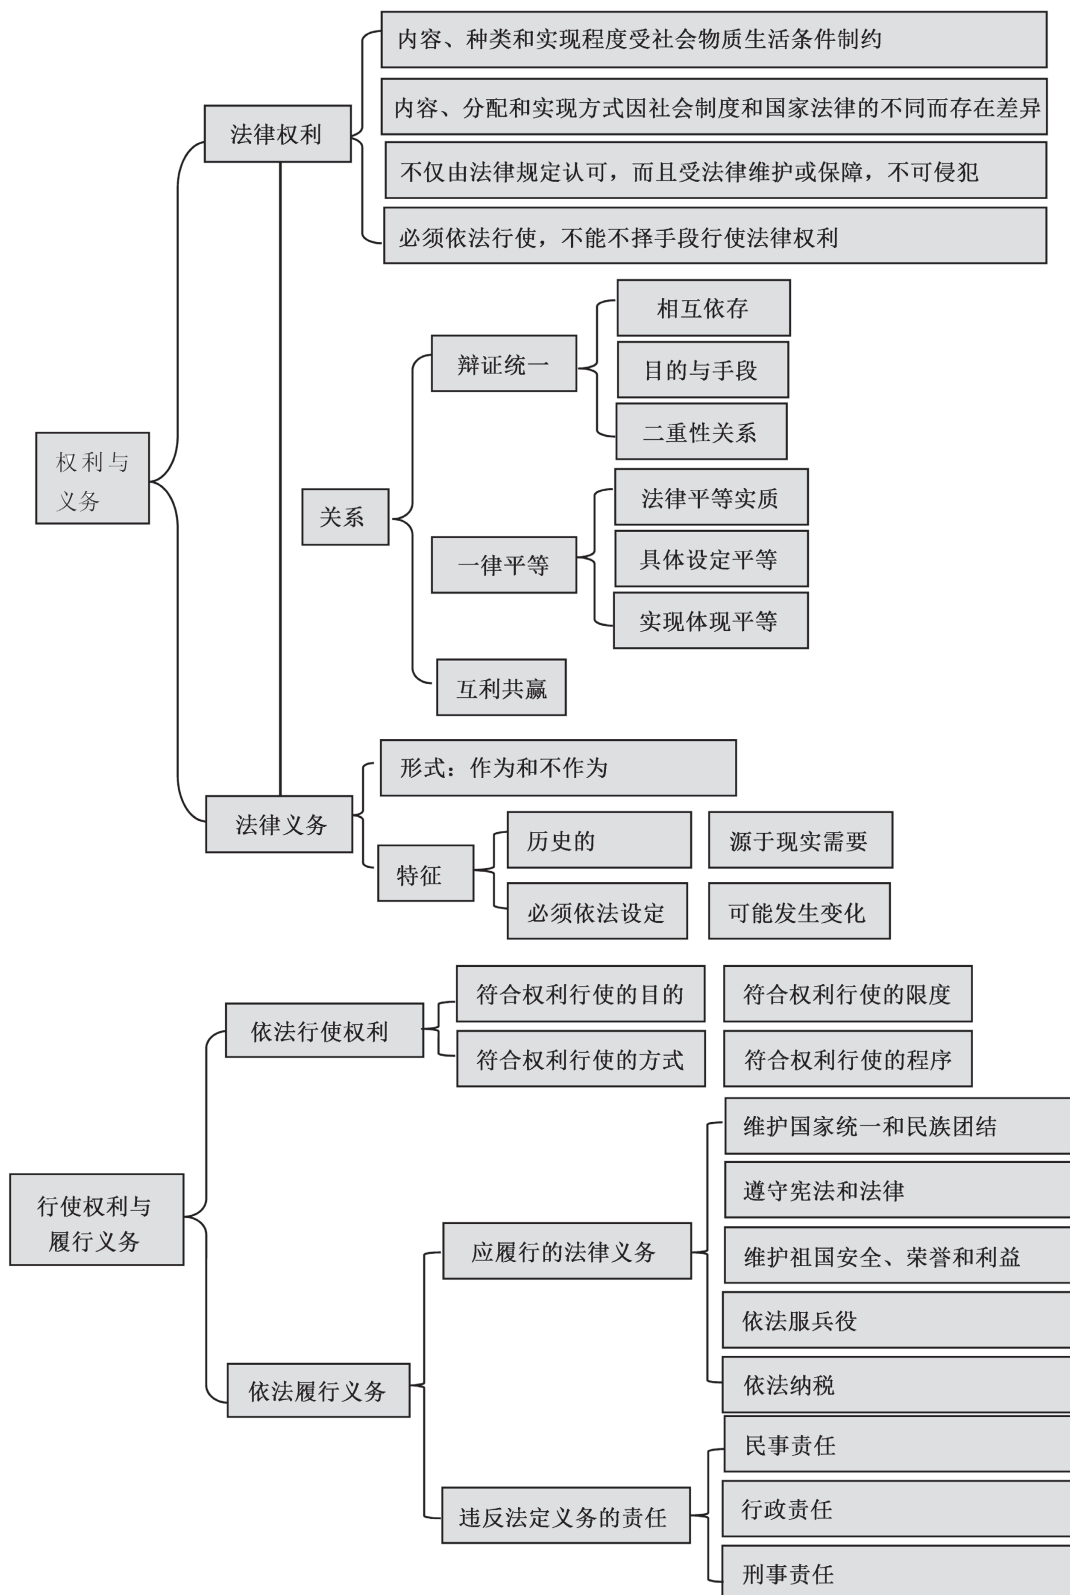 内容、种类和实现程度受社会物质生活条件制约
内容、分配和实现方式因社会制度和国家法律的不同而存在差异
法律权利
不仅由法律规定认可，而且受法律维护或保障，不可侵犯
必须依法行使，不能不择手段行使法律权利
相互依存
辩证统一
目的与手段
二重性关系
权利与
义务
法律平等实质
关系
具体设定平等
一律平等
实现体现平等
互利共赢
形式：作为和不作为
法律义务
历史的
源于现实需要
特征
必须依法设定
可能发生变化
符合权利行使的目的
符合权利行使的限度
依法行使权利
符合权利行使的方式
符合权利行使的程序
维护国家统一和民族团结
遵守宪法和法律
行使权利与
履行义务
应履行的法律义务
维护祖国安全、荣誉和利益
依法服兵役
依法履行义务
依法纳税
民事责任
违反法定义务的责任
行政责任
刑事责任